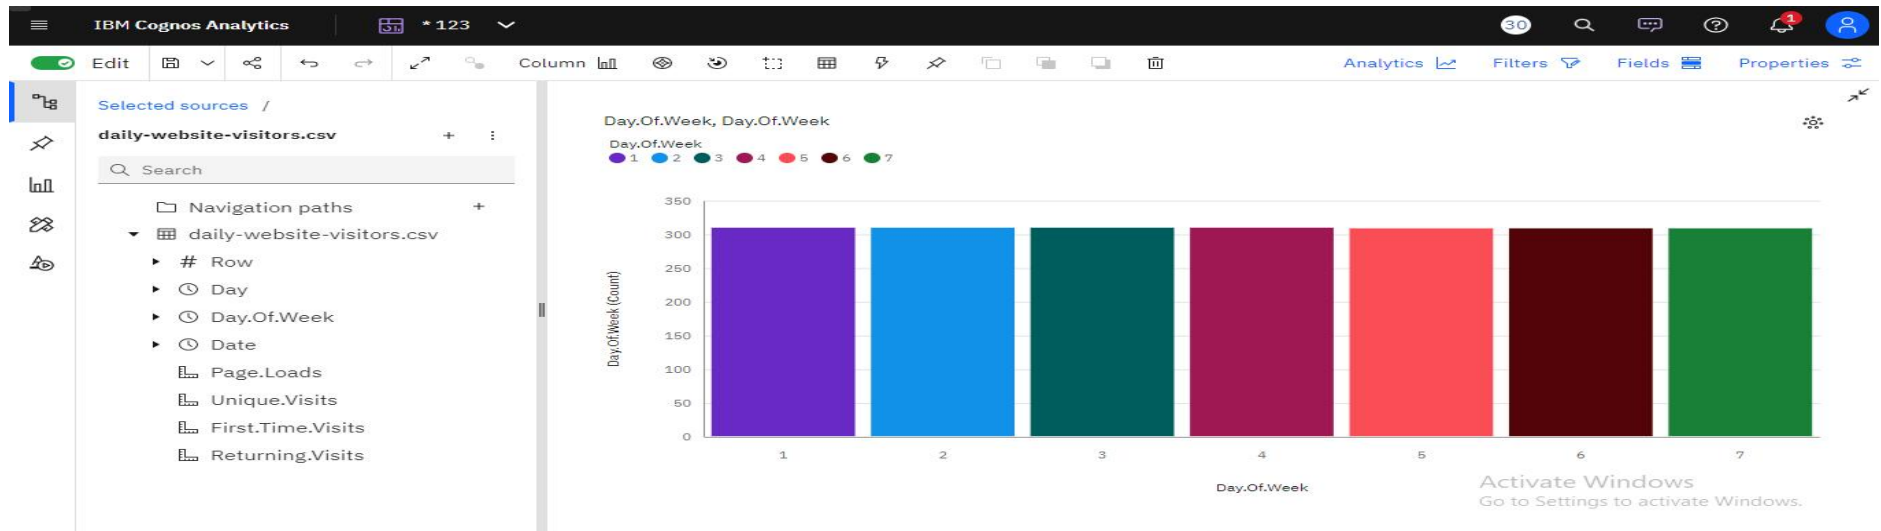 IBM Cognos Analytics
* 123
30
1
Edit
Column
Analytics
Filters
Fields
Properties
Selected sources /
daily-website-visitors.csv
Search
Navigation paths
daily-website-visitors.csv
# Row
Day
Day.Of.Week
Date
Page.Loads
Unique.Visits
First.Time.Visits
Returning.Visits
Day.Of.Week, Day.Of.Week
Day.Of.Week
1 2 3 4 5 6 7
Day.Of.Week (Count)
350
300
250
200
150
100
50
0
1 2 3 4 5 6 7
Day.Of.Week
Activate Windows
Go to Settings to activate Windows.